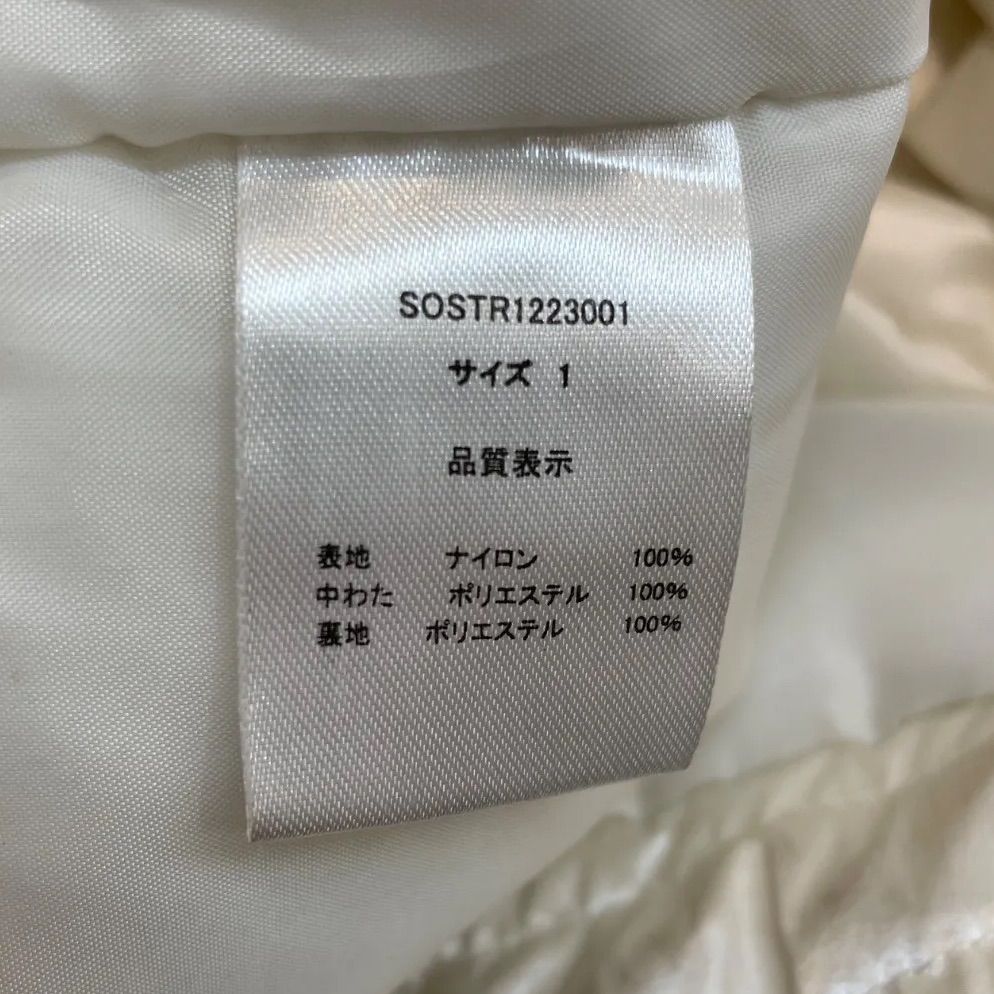 SOSTR1223001
サイズ 1
品質表示
表地 ナイロン 100%
中わた ポリエステル 100%
裏地 ポリエステル 100%